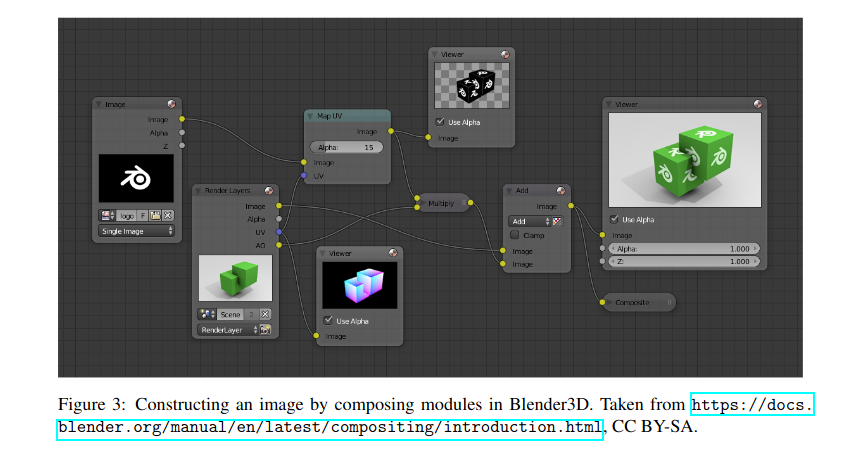 Viewer
Use Alpha
Image
Image
Image
Alpha
Z
logo
F
Single Image
Map UV
Image
Alpha: 15
Image
UV
Render Layers
Image
Alpha
UV
AO
Scene
2
RenderLayer
Viewer
Use Alpha
Image
Multiply
Add
Image
Add
Clamp
Image
Image
Viewer
Use Alpha
Image
Alpha: 1.000
Z: 1.000
Composite
Figure 3: Constructing an image by composing modules in Blender3D. Taken from https://docs.
blender.org/manual/en/latest/compositing/introduction.html, CC BY-SA.